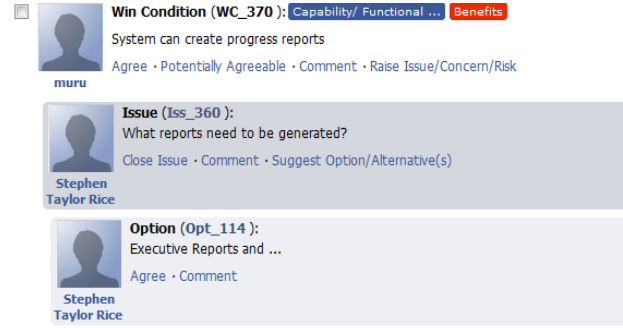 Win Condition (WC_370 ): Capability/ Functional ... Benefits
System can create progress reports
Agree · Potentially Agreeable · Comment · Raise Issue/Concern/Risk
muru
Issue (Iss_360 ):
What reports need to be generated?
Close Issue · Comment · Suggest Option/Alternative(s)
Stephen
Taylor Rice
Option (Opt_114 ):
Executive Reports and ...
Agree · Comment
Stephen
Taylor Rice